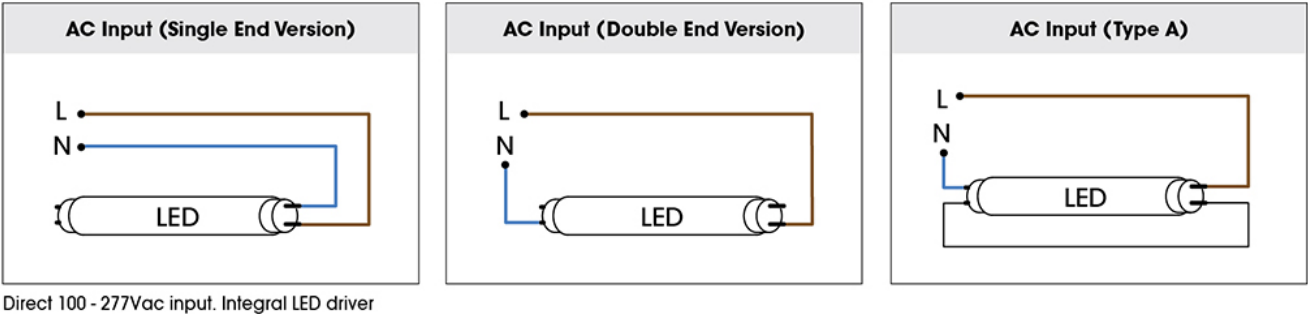 AC Input (Single End Version)
L
N
LED
AC Input (Double End Version)
L
N
LED
AC Input (Type A)
L
N
LED
Direct 100 - 277Vac input. Integral LED driver